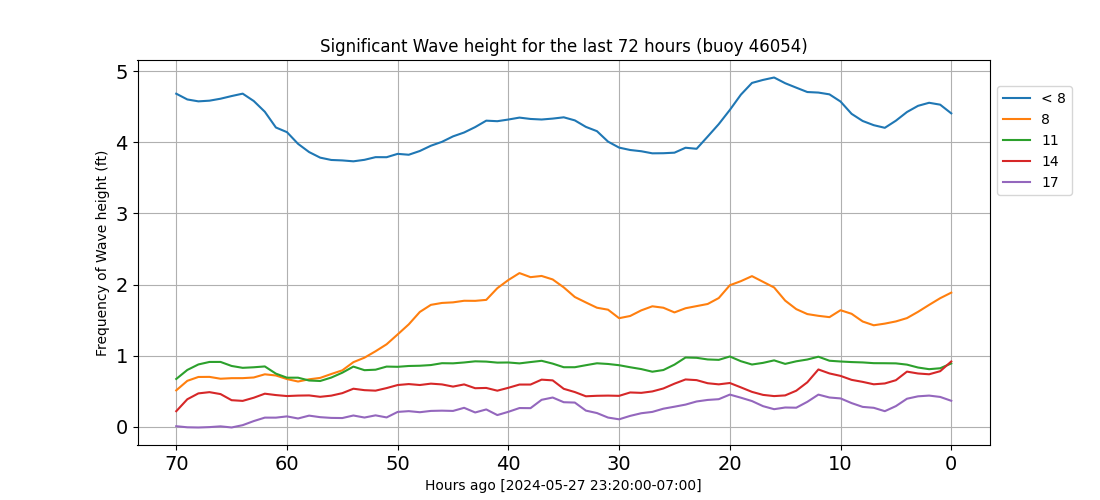 Significant Wave height for the last 72 hours (buoy 46054)
Frequency of Wave height (ft)
5
4
3
2
1
0
70 60 50 40 30 20 10 0
Hours ago [2024-05-27 23:20:00-07:00]
< 8
8
11
14
17